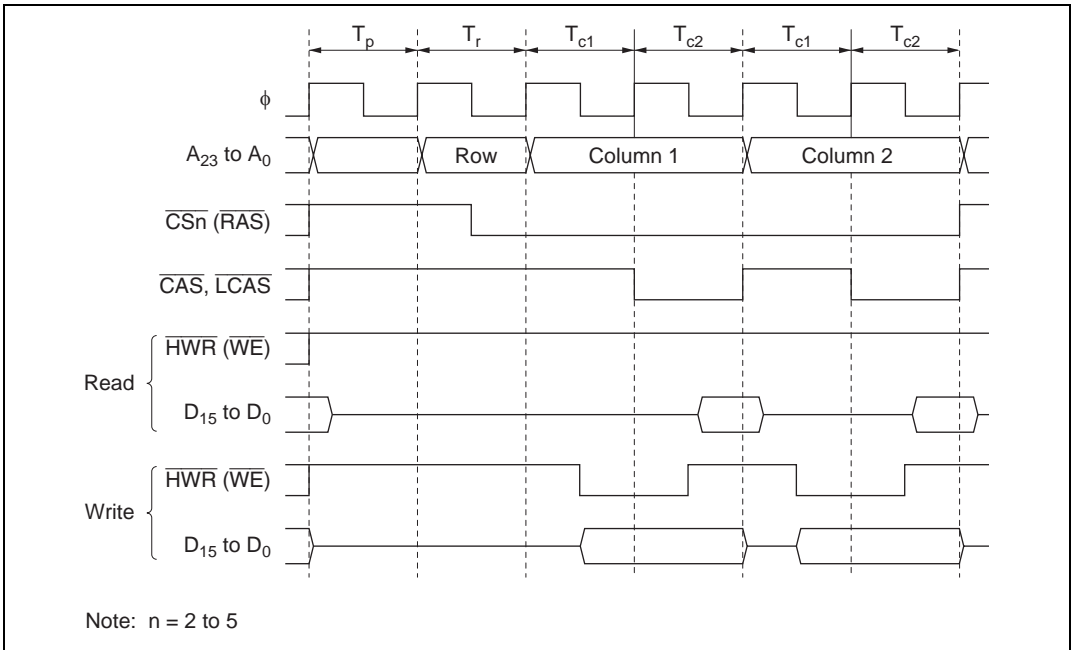 Tp Tr Tc1 Tc2 Tc1 Tc2
ϕ
A23 to A0 Row Column 1 Column 2
CSn (RAS)
CAS, LCAS
Read
HWR (WE)
D15 to D0
Write
HWR (WE)
D15 to D0
Note: n = 2 to 5